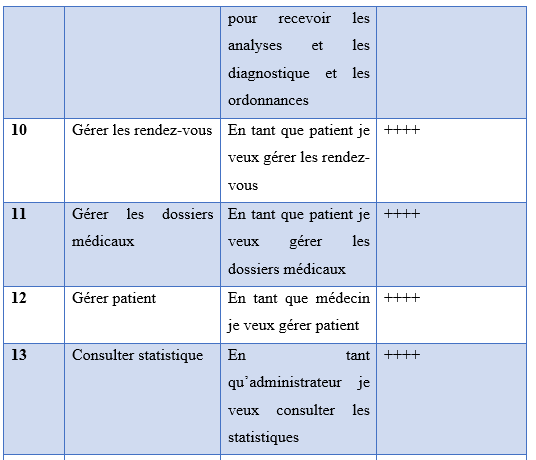 pour recevoir les
analyses et les
diagnostique et les
ordonnances
10 Gérer les rendez-vous En tant que patient je ++++
veux gérer les rendez-
vous
11 Gérer les dossiers En tant que patient je ++++
médicaux veux gérer les
dossiers médicaux
12 Gérer patient En tant que médecin ++++
je veux gérer patient
13 Consulter statistique En tant ++++
qu’administrateur je
veux consulter les
statistiques